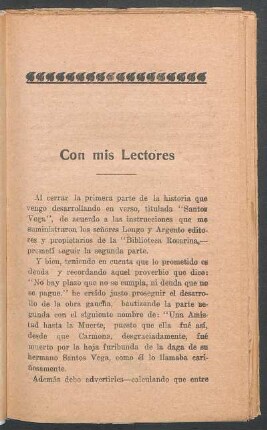 Con mis Lectores
Al cerrar la primera parte de la historia que
vengo desarrollando en verso, titulada "Santos
Vega", de acuerdo a las instrucciones que me
suministraron los señores Longo y Argento edito-
res y propietarios de la "Biblioteca Rosarina,—
prometí seguir la segunda parte.
Y bien, teniendo en cuenta que lo prometido es
deuda y recordando aquel proverbio que dice:
"No hay plazo que no se cumpla, ni deuda que no
se pague." he creído justo proseguir el desarro-
llo de la obra gaucha, bautizando la parte se-
gunda con el siguiente nombre de: "Una Amis-
tad hasta la Muerte, puesto que ella fué así,
desde que Carmona, desgraciadamente, fué
muerto por la hoja furibunda de la daga de su
hermano Santos Vega, como él lo llamaba cari-
ñosamente.
Además debo advertirles—calculando que entre